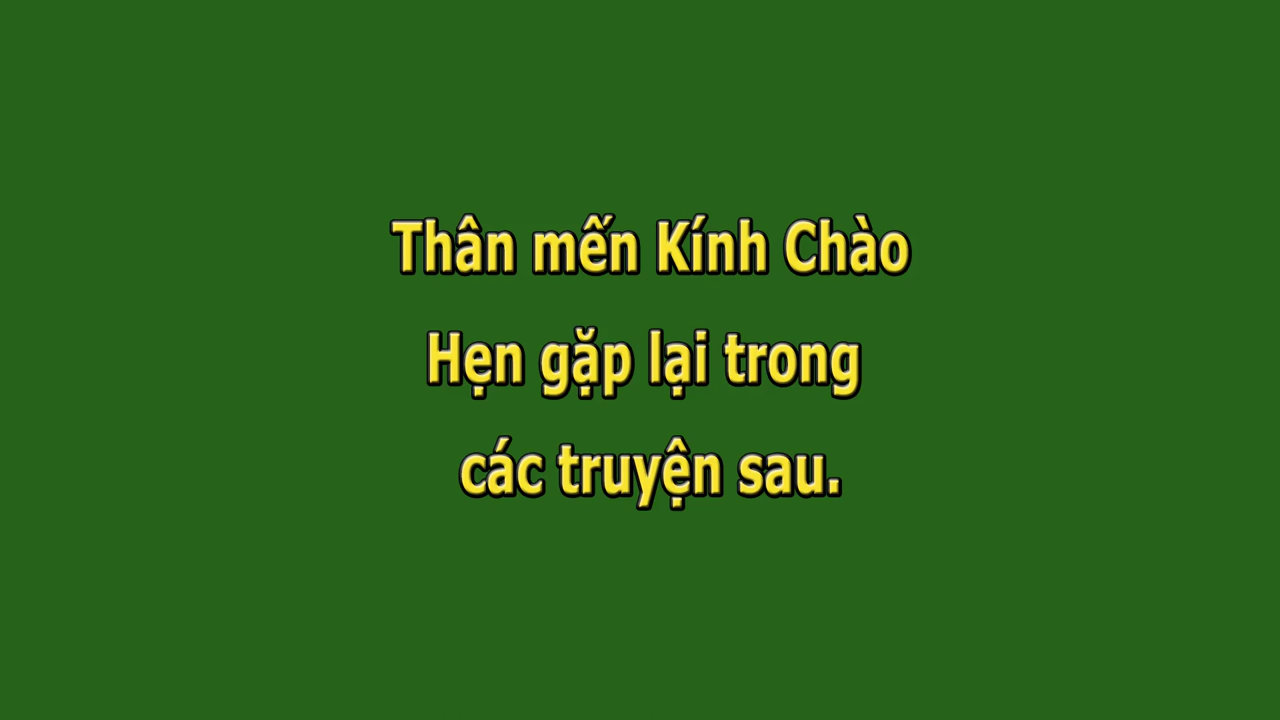 Thân mến Kính Chào
Hẹn gặp lại trong
các truyện sau.